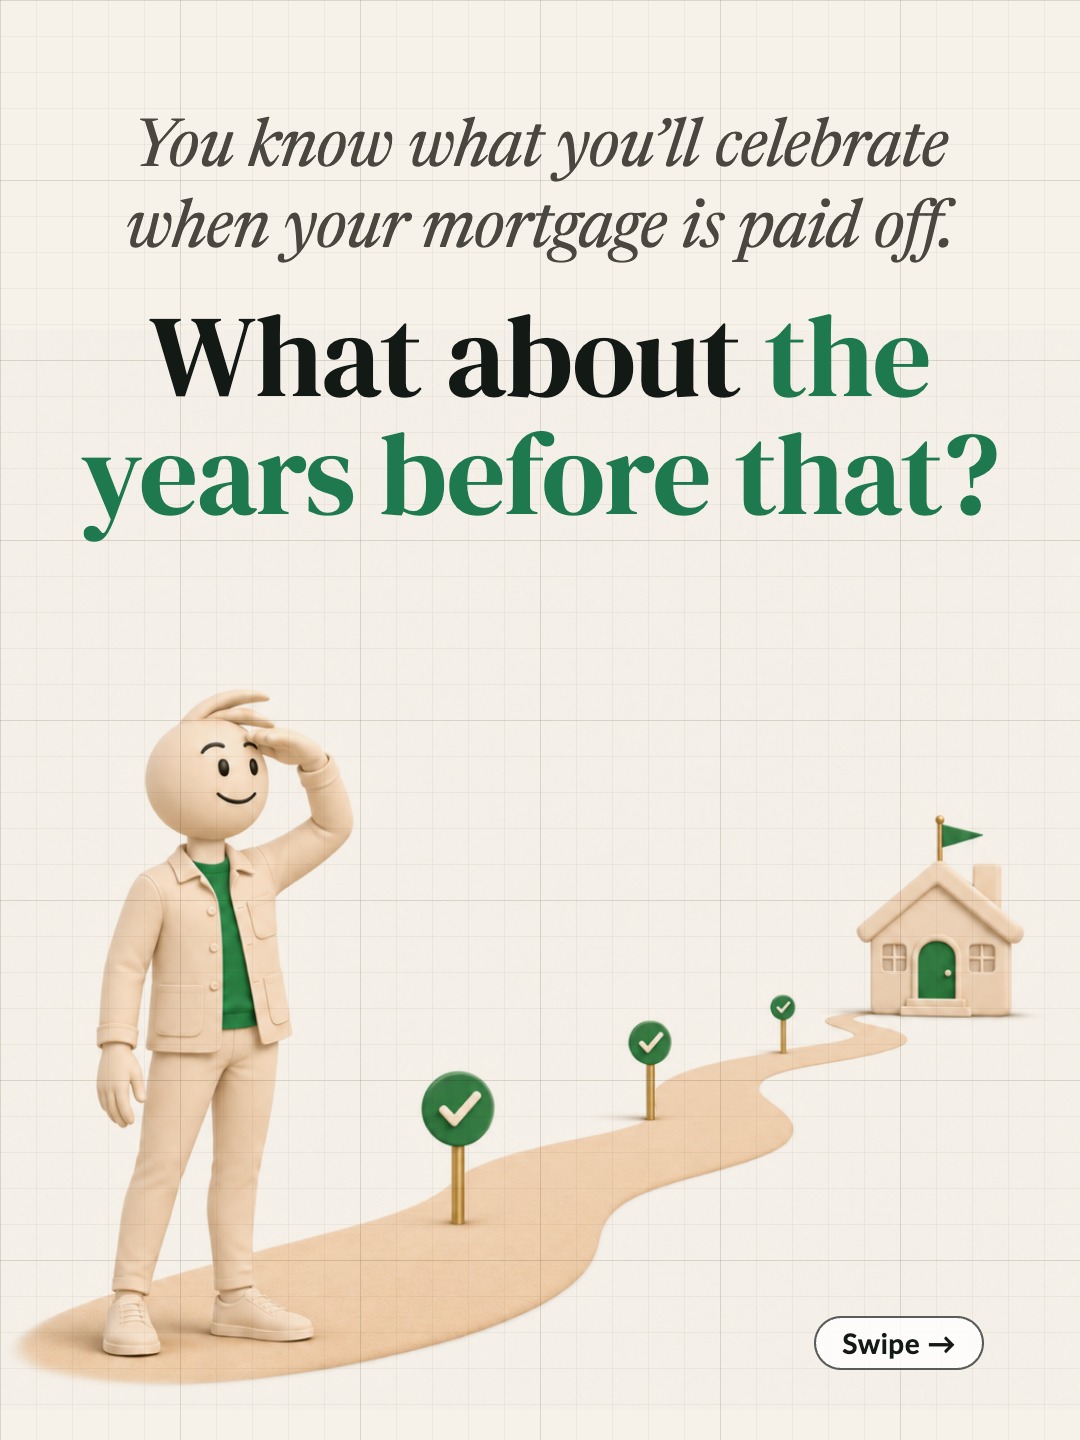 You know what you’ll celebrate
when your mortgage is paid off.
What about the
years before that?
Swipe →